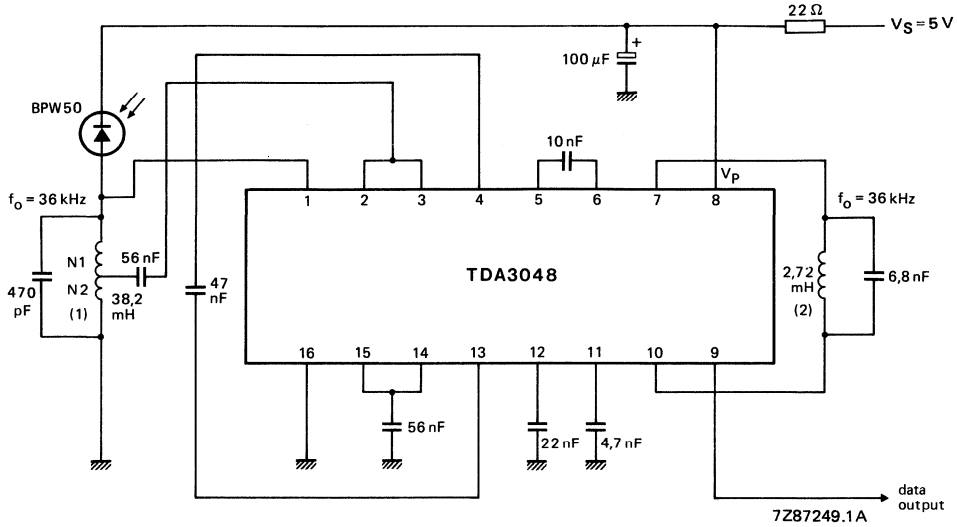 22 Ω
V_S = 5 V
+
100 µF
BPW50
10 nF
V_P
f_o = 36 kHz
1 2 3 4 5 6 7 8
f_o = 36 kHz
N1
56 nF
TDA3048
470
pF
N2
(1)
38,2
mH
47
nF
2,72
mH
(2)
6,8 nF
16 15 14 13 12 11 10 9
56 nF
22 nF
4,7 nF
data
output
7Z87249.1A